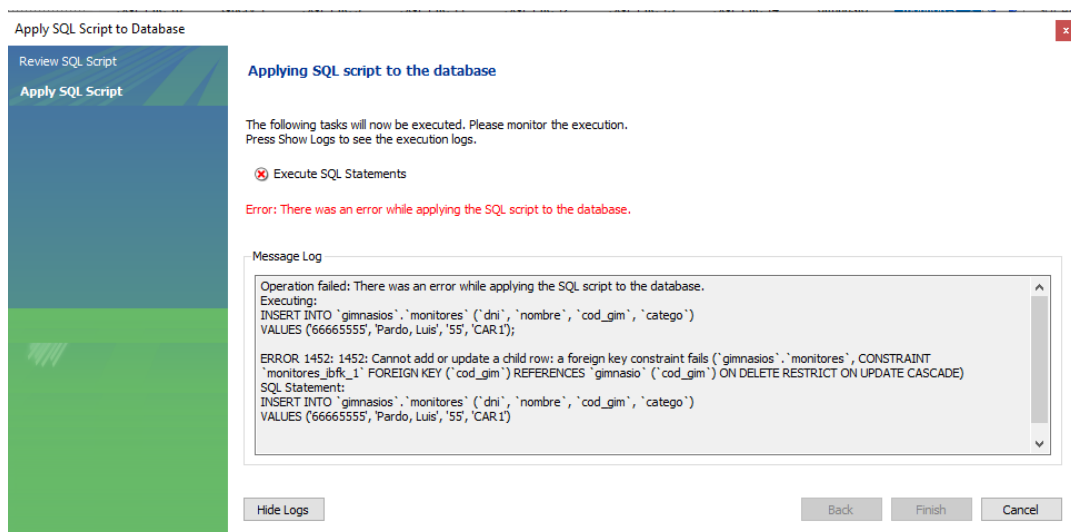 Apply SQL Script to Database
x
Review SQL Script
Apply SQL Script
Applying SQL script to the database
The following tasks will now be executed. Please monitor the execution.
Press Show Logs to see the execution logs.
Execute SQL Statements
Error: There was an error while applying the SQL script to the database.
Message Log
Operation failed: There was an error while applying the SQL script to the database.
Executing:
INSERT INTO `gimnasios`.`monitores` (`dni`, `nombre`, `cod_gim`, `catego`)
VALUES ('66665555', 'Pardo, Luis', '55', 'CAR1');
ERROR 1452: 1452: Cannot add or update a child row: a foreign key constraint fails (`gimnasios`.`monitores`, CONSTRAINT
`monitores_ibfk_1` FOREIGN KEY (`cod_gim`) REFERENCES `gimnasio` (`cod_gim`) ON DELETE RESTRICT ON UPDATE CASCADE)
SQL Statement:
INSERT INTO `gimnasios`.`monitores` (`dni`, `nombre`, `cod_gim`, `catego`)
VALUES ('66665555', 'Pardo, Luis', '55', 'CAR1')
Hide Logs
Back
Finish
Cancel